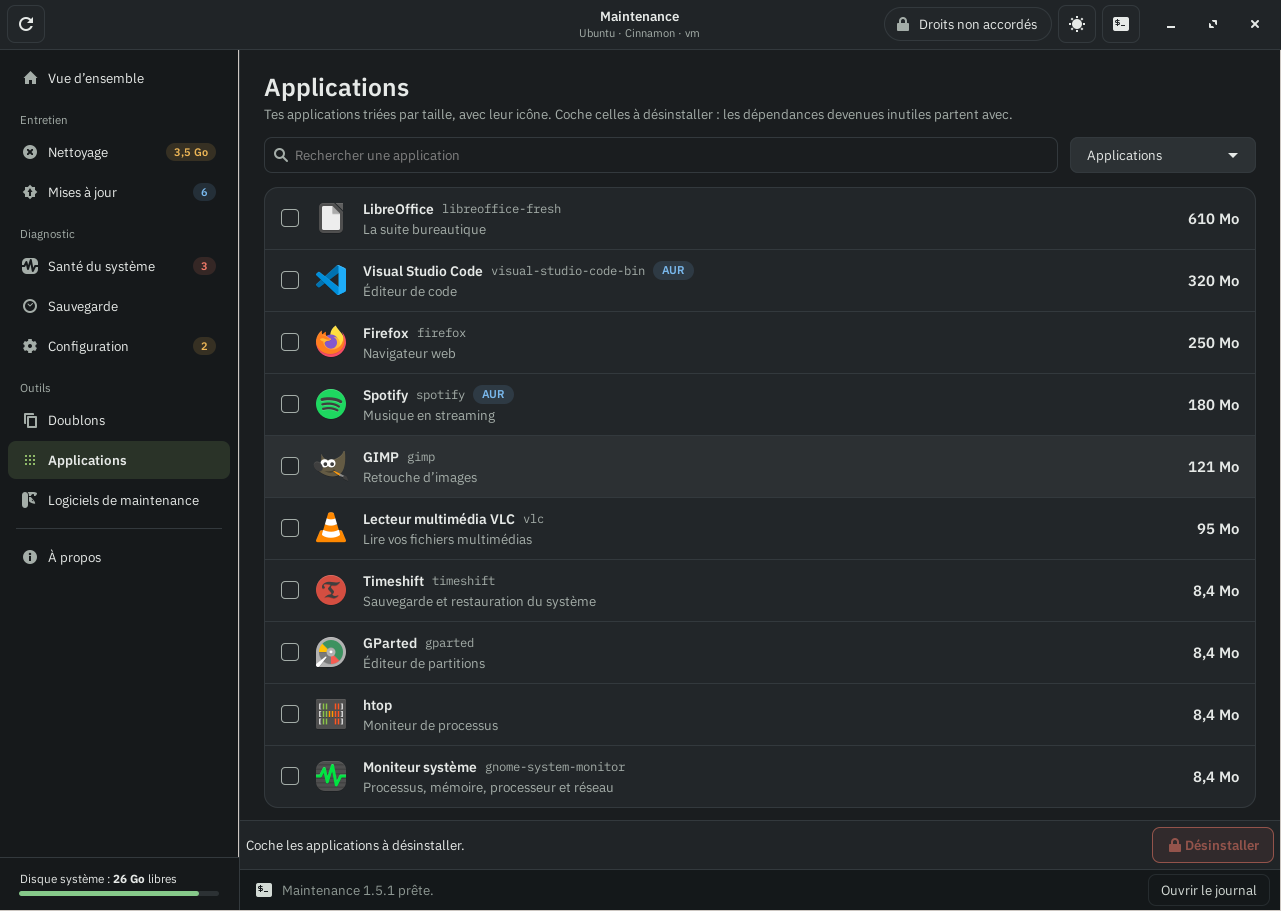 Maintenance
Ubuntu · Cinnamon · vm
Droits non accordés
Vue d’ensemble
Entretien
Nettoyage 3,5 Go
Mises à jour 6
Diagnostic
Santé du système 3
Sauvegarde
Configuration 2
Outils
Doublons
Applications
Logiciels de maintenance
À propos
Disque système : 26 Go libres
Applications
Tes applications triées par taille, avec leur icône. Coche celles à désinstaller : les dépendances devenues inutiles partent avec.
Rechercher une application
Applications
LibreOffice libreoffice-fresh
La suite bureautique
610 Mo
Visual Studio Code visual-studio-code-bin AUR
Éditeur de code
320 Mo
Firefox firefox
Navigateur web
250 Mo
Spotify spotify AUR
Musique en streaming
180 Mo
GIMP gimp
Retouche d’images
121 Mo
Lecteur multimédia VLC vlc
Lire vos fichiers multimédias
95 Mo
Timeshift timeshift
Sauvegarde et restauration du système
8,4 Mo
GParted gparted
Éditeur de partitions
8,4 Mo
htop
Moniteur de processus
8,4 Mo
Moniteur système gnome-system-monitor
Processus, mémoire, processeur et réseau
8,4 Mo
Coche les applications à désinstaller.
Désinstaller
Maintenance 1.5.1 prête.
Ouvrir le journal